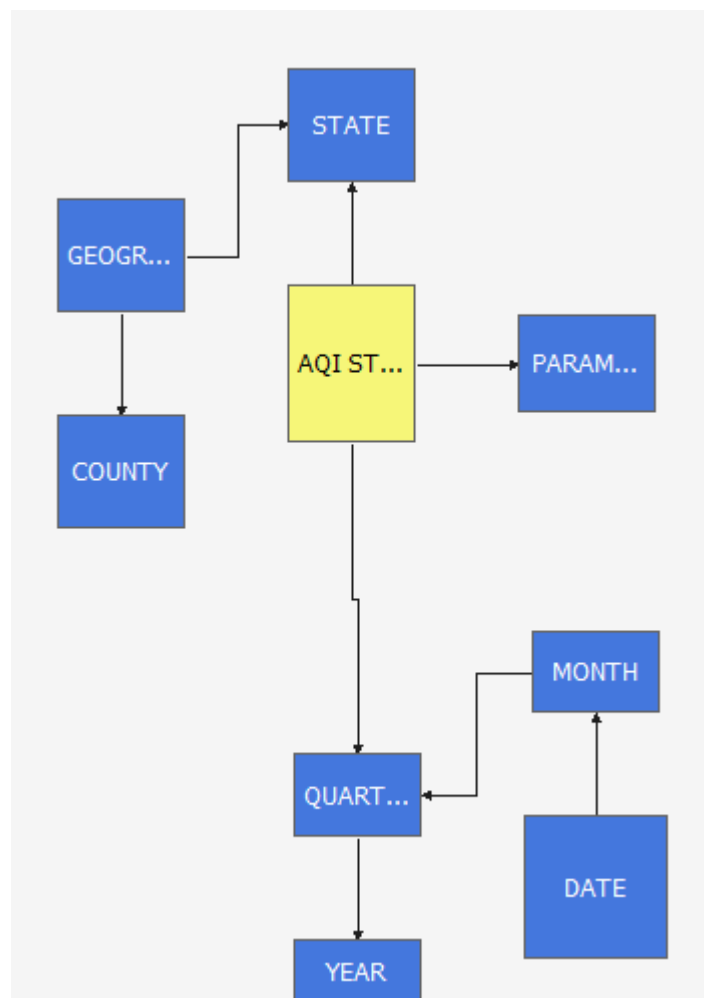 STATE
GEOGR...
AQI ST...
PARAM...
COUNTY
MONTH
QUART...
DATE
YEAR